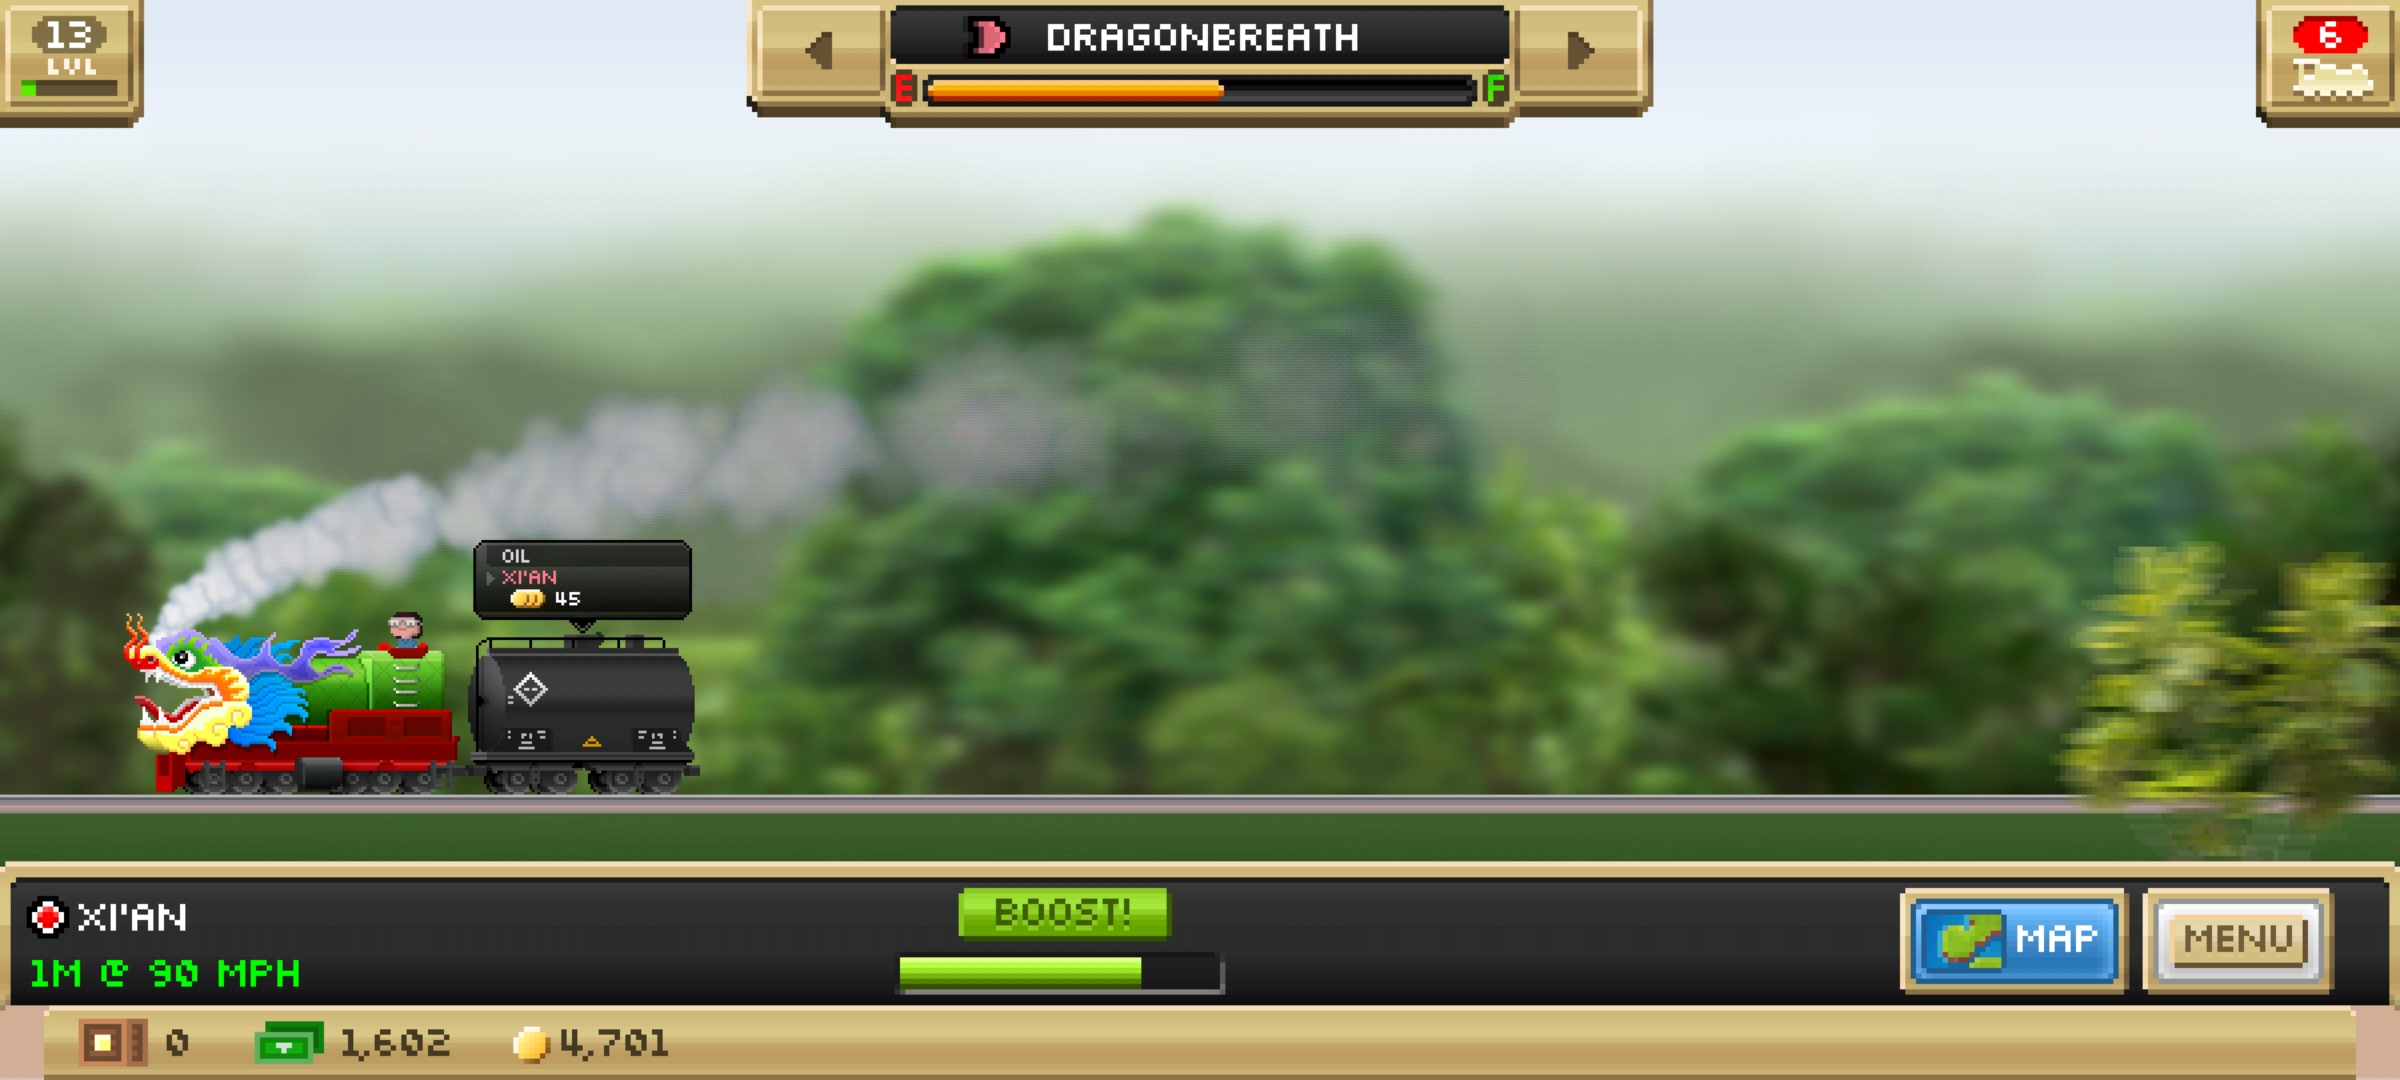 13
LVL
DRAGONBREATH
E F
6
OIL
XI'AN
45
XI'AN
1M @ 90 MPH
BOOST!
MAP
MENU
0
1,602
4,701